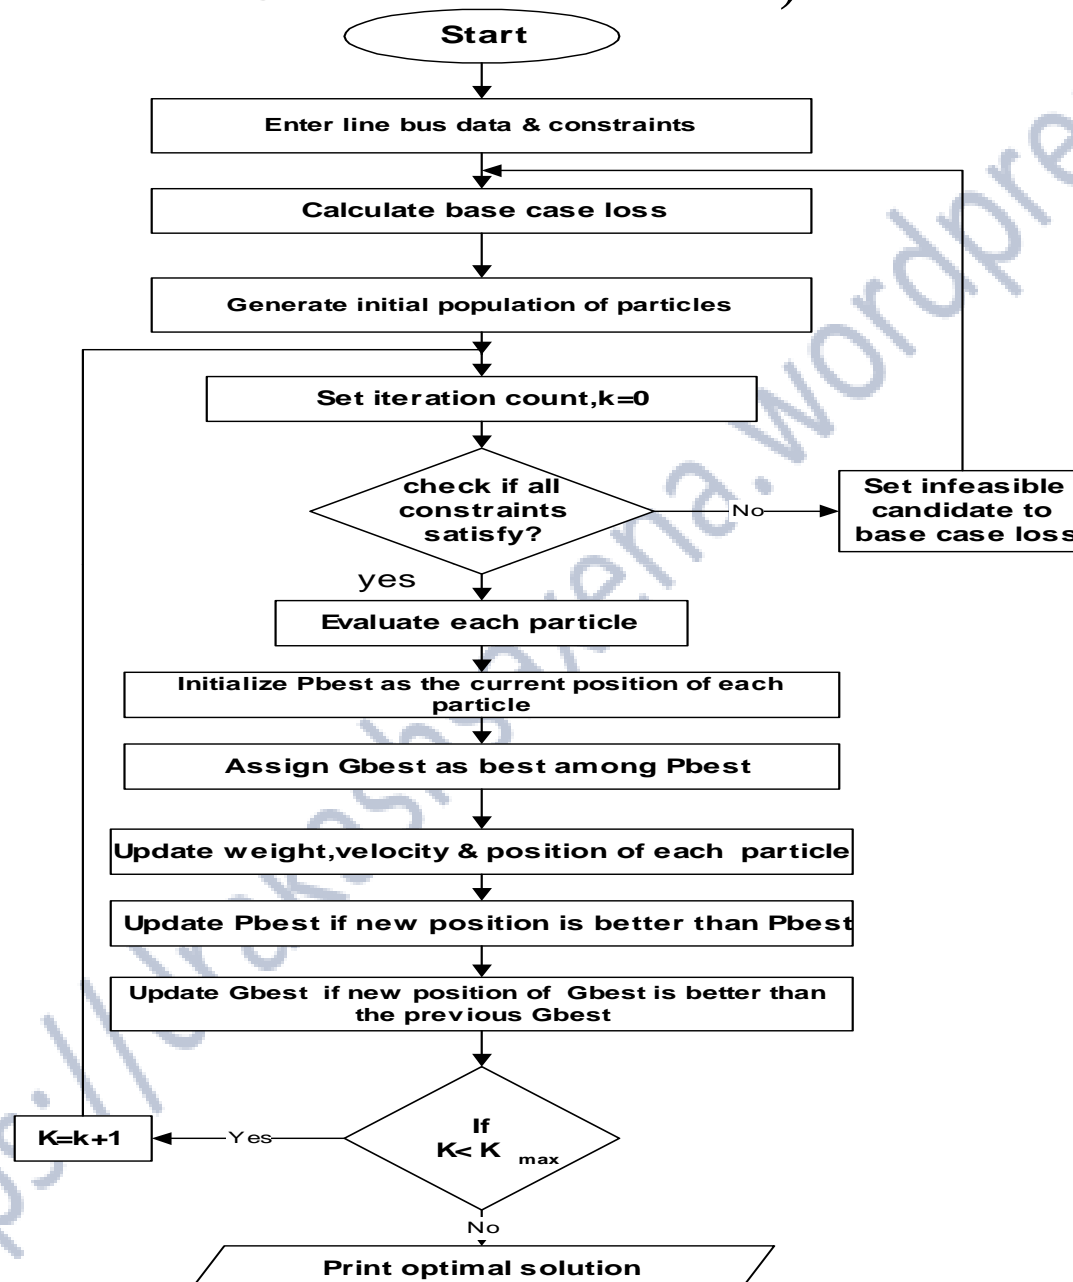 Start
Enter line bus data & constraints
Calculate base case loss
Generate initial population of particles
Set iteration count,k=0
check if all
constraints
satisfy?
No
Set infeasible
candidate to
base case loss
yes
Evaluate each particle
Initialize Pbest as the current position of each
particle
Assign Gbest as best among Pbest
Update weight,velocity & position of each particle
Update Pbest if new position is better than Pbest
Update Gbest if new position of Gbest is better than
the previous Gbest
If
K< K max
Yes
K=k+1
No
Print optimal solution